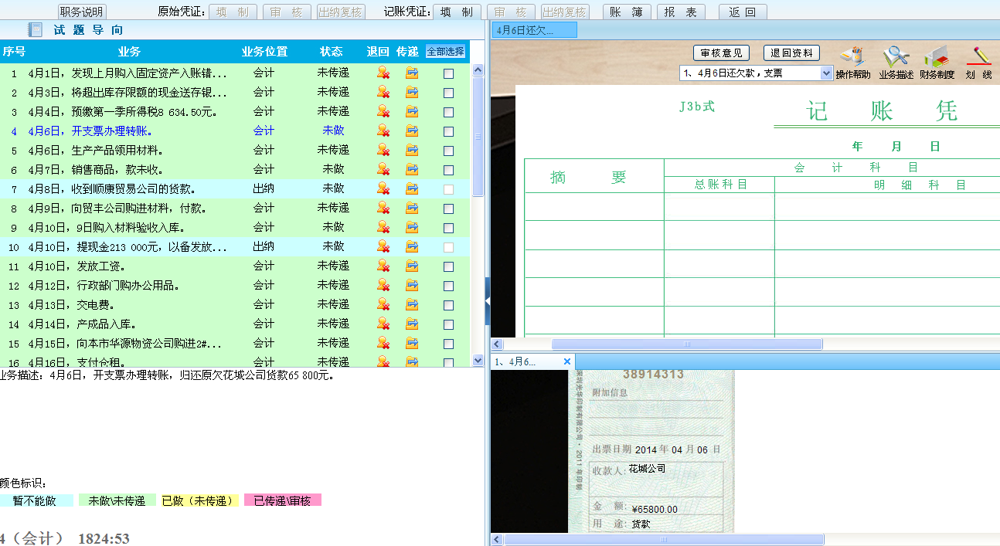 职务说明 原始凭证: 填 制 审 核 出纳复核 记账凭证: 填 制 审 核 出纳复核 账 簿 报 表 返 回
试 题 导 向
序号 业务 业务位置 状态 退回 传递 全部选择
1 4月1日，发现上月购入固定资产入账错... 会计 未传递
2 4月3日，将超出库存限额的现金送存银... 会计 未传递
3 4月4日，预缴第一季所得税8 634.50元。 会计 未传递
4 4月6日，开支票办理转账。 会计 未做
5 4月6日，生产产品领用材料。 会计 未传递
6 4月7日，销售商品，款未收。 会计 未做
7 4月8日，收到顺康贸易公司的货款。 出纳 未做
8 4月9日，向贸丰公司购进材料，付款。 会计 未传递
9 4月10日，9日购入材料验收入库。 会计 未做
10 4月10日，提现金213 000元，以备发放... 出纳 未做
11 4月10日，发放工资。 会计 未传递
12 4月12日，行政部门购办公用品。 会计 未传递
13 4月13日，交电费。 会计 未传递
14 4月14日，产成品入库。 会计 未传递
15 4月15日，向本市华源物资公司购进2#... 会计 未传递
16 4月16日，支付仓租。 会计 未传递
业务描述：4月6日，开支票办理转账，归还原欠花城公司货款65 800元。
颜色标识：
暂不能做 未做\未传递 已做（未传递） 已传递\审核
4（会计） 1824:53
4月6日还欠...
审核意见 退回资料
1、4月6日还欠款，支票 操作帮助 业务描述 财务制度 划 线
J3b式 记 账 凭
年 月 日
摘 要 会 计 科 目
总账科目 明 细 科 目
1、4月6...
38914313
附加信息
出票日期 2014 年 04 月 06 日
收款人: 花城公司
金 额: ¥65800.00
用 途: 货款
深圳光华印制有限公司·2011年印制